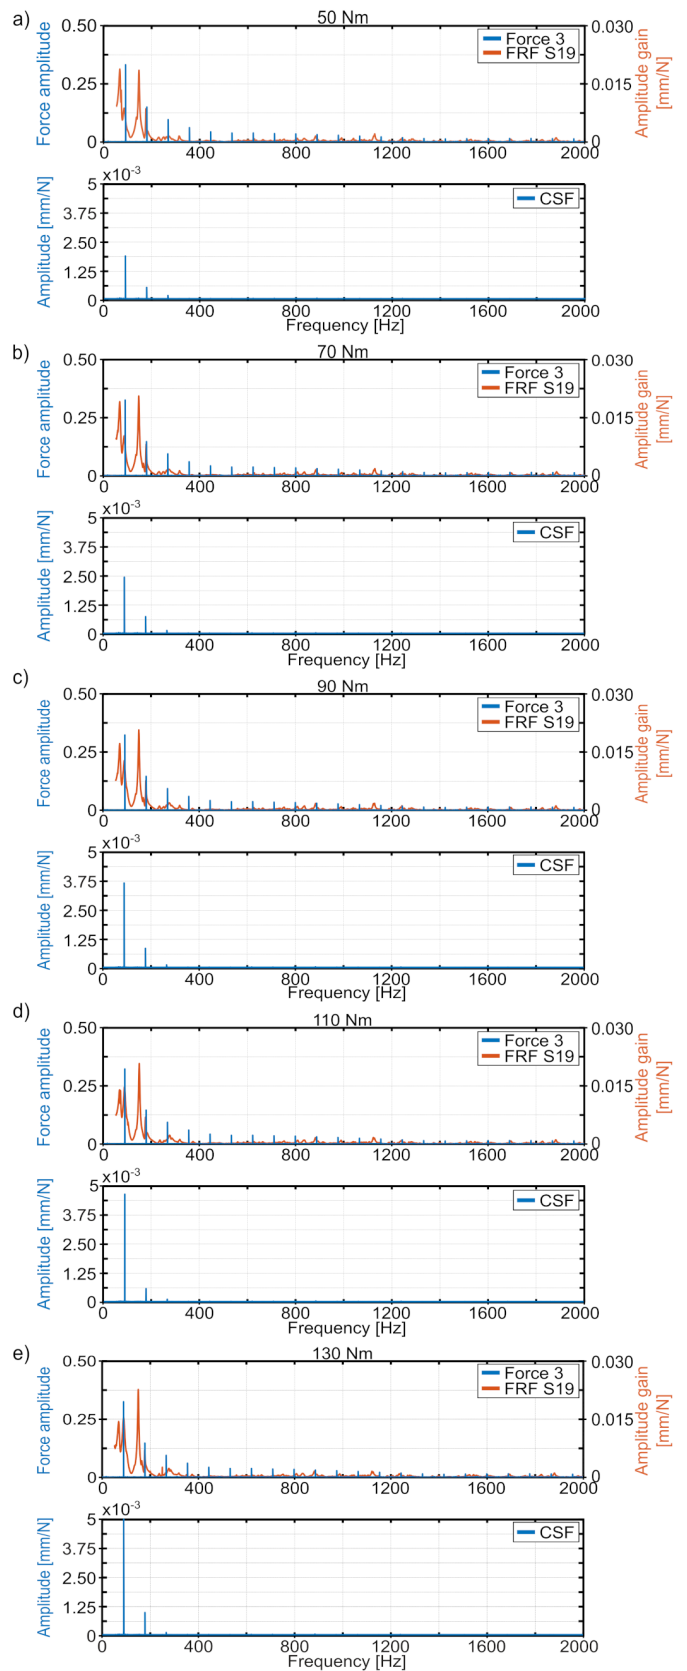 a)
50 Nm
Force amplitude
0.50
0.25
0
Force 3
FRF S19
0.030
0.015
0
Amplitude gain
[mm/N]
400
800
1200
1600
2000
x10-3
Amplitude [mm/N]
5
3.75
2.50
1.25
0
CSF
0
400
800
1200
1600
2000
Frequency [Hz]
b)
70 Nm
Force amplitude
0.50
0.25
0
Force 3
FRF S19
0.030
0.015
0
Amplitude gain
[mm/N]
400
800
1200
1600
2000
x10-3
Amplitude [mm/N]
5
3.75
2.50
1.25
0
CSF
0
400
800
1200
1600
2000
Frequency [Hz]
c)
90 Nm
Force amplitude
0.50
0.25
0
Force 3
FRF S19
0.030
0.015
0
Amplitude gain
[mm/N]
0
400
800
1200
1600
2000
x10-3
Amplitude [mm/N]
5
3.75
2.50
1.25
0
CSF
0
400
800
1200
1600
2000
Frequency [Hz]
d)
110 Nm
Force amplitude
0.50
0.25
0
Force 3
FRF S19
0.030
0.015
0
Amplitude gain
[mm/N]
0
400
800
1200
1600
2000
x10-3
Amplitude [mm/N]
5
3.75
2.50
1.25
0
CSF
0
400
800
1200
1600
2000
Frequency [Hz]
e)
130 Nm
Force amplitude
0.50
0.25
0
Force 3
FRF S19
0.030
0.015
0
Amplitude gain
[mm/N]
0
400
800
1200
1600
2000
x10-3
Amplitude [mm/N]
5
3.75
2.50
1.25
0
CSF
0
400
800
1200
1600
2000
Frequency [Hz]